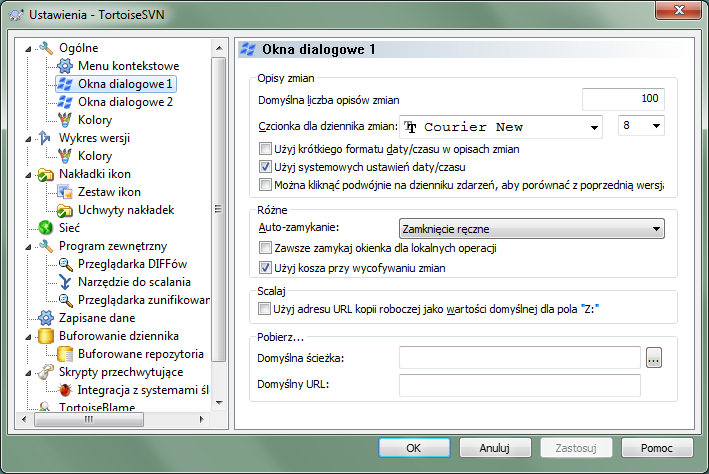 Ustawienia - TortoiseSVN
Ogólne
Menu kontekstowe
Okna dialogowe 1
Okna dialogowe 2
Kolory
Wykres wersji
Kolory
Nakładki ikon
Zestaw ikon
Uchwyty nakładek
Sieć
Program zewnętrzny
Przeglądarka DIFFów
Narzędzie do scalania
Przeglądarka zunifikowan
Zapisane dane
Buforowanie dziennika
Buforowane repozytoria
Skrypty przechwytujące
Integracja z systemami śl
TortoiseBlame
Okna dialogowe 1
Opisy zmian
Domyślna liczba opisów zmian 100
Czcionka dla dziennika zmian: Courier New 8
Użyj krótkiego formatu daty/czasu w opisach zmian
Użyj systemowych ustawień daty/czasu
Można kliknąć podwójnie na dzienniku zdarzeń, aby porównać z poprzednią wersją
Różne
Auto-zamykanie: Zamknięcie ręczne
Zawsze zamykaj okienka dla lokalnych operacji
Użyj kosza przy wycofywaniu zmian
Scalaj
Użyj adresu URL kopii roboczej jako wartości domyślnej dla pola "Z:"
Pobierz...
Domyślna ścieżka: ...
Domyślny URL:
OK Anuluj Zastosuj Pomoc